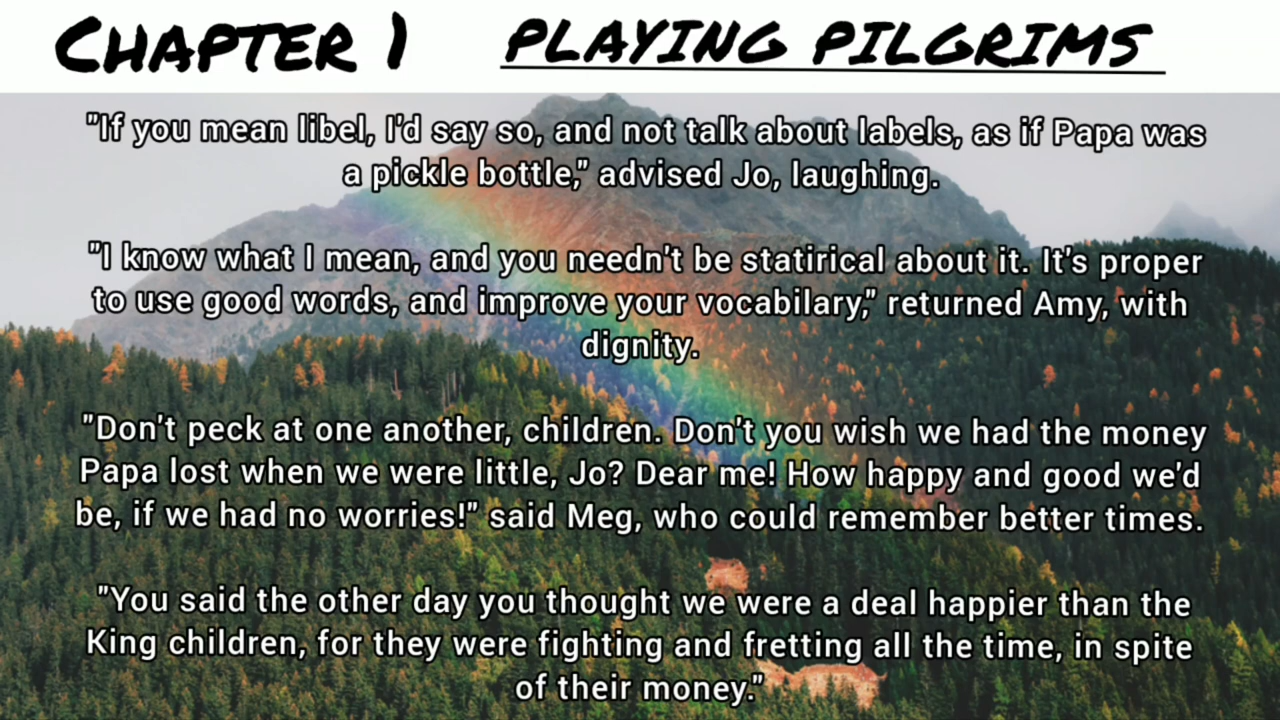 CHAPTER 1 PLAYING PILGRIMS
"If you mean libel, I'd say so, and not talk about labels, as if Papa was
a pickle bottle," advised Jo, laughing.
"I know what I mean, and you needn't be statirical about it. It's proper
to use good words, and improve your vocabilary," returned Amy, with
dignity.
"Don't peck at one another, children. Don't you wish we had the money
Papa lost when we were little, Jo? Dear me! How happy and good we'd
be, if we had no worries!" said Meg, who could remember better times.
"You said the other day you thought we were a deal happier than the
King children, for they were fighting and fretting all the time, in spite
of their money."